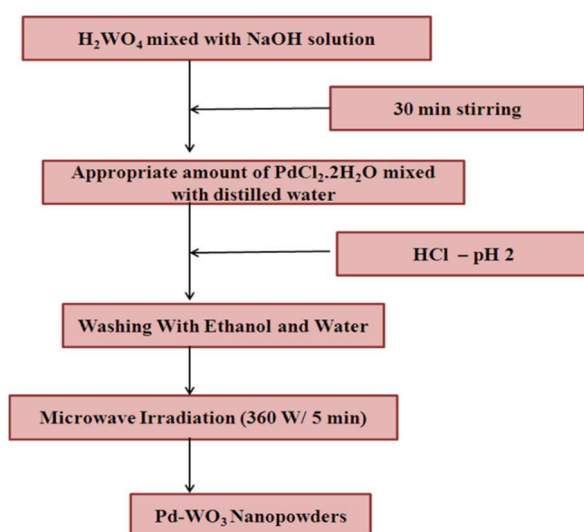 H₂WO₄ mixed with NaOH solution
30 min stirring
Appropriate amount of PdCl₂.2H₂O mixed
with distilled water
HCl – pH 2
Washing With Ethanol and Water
Microwave Irradiation (360 W/ 5 min)
Pd-WO₃ Nanopowders